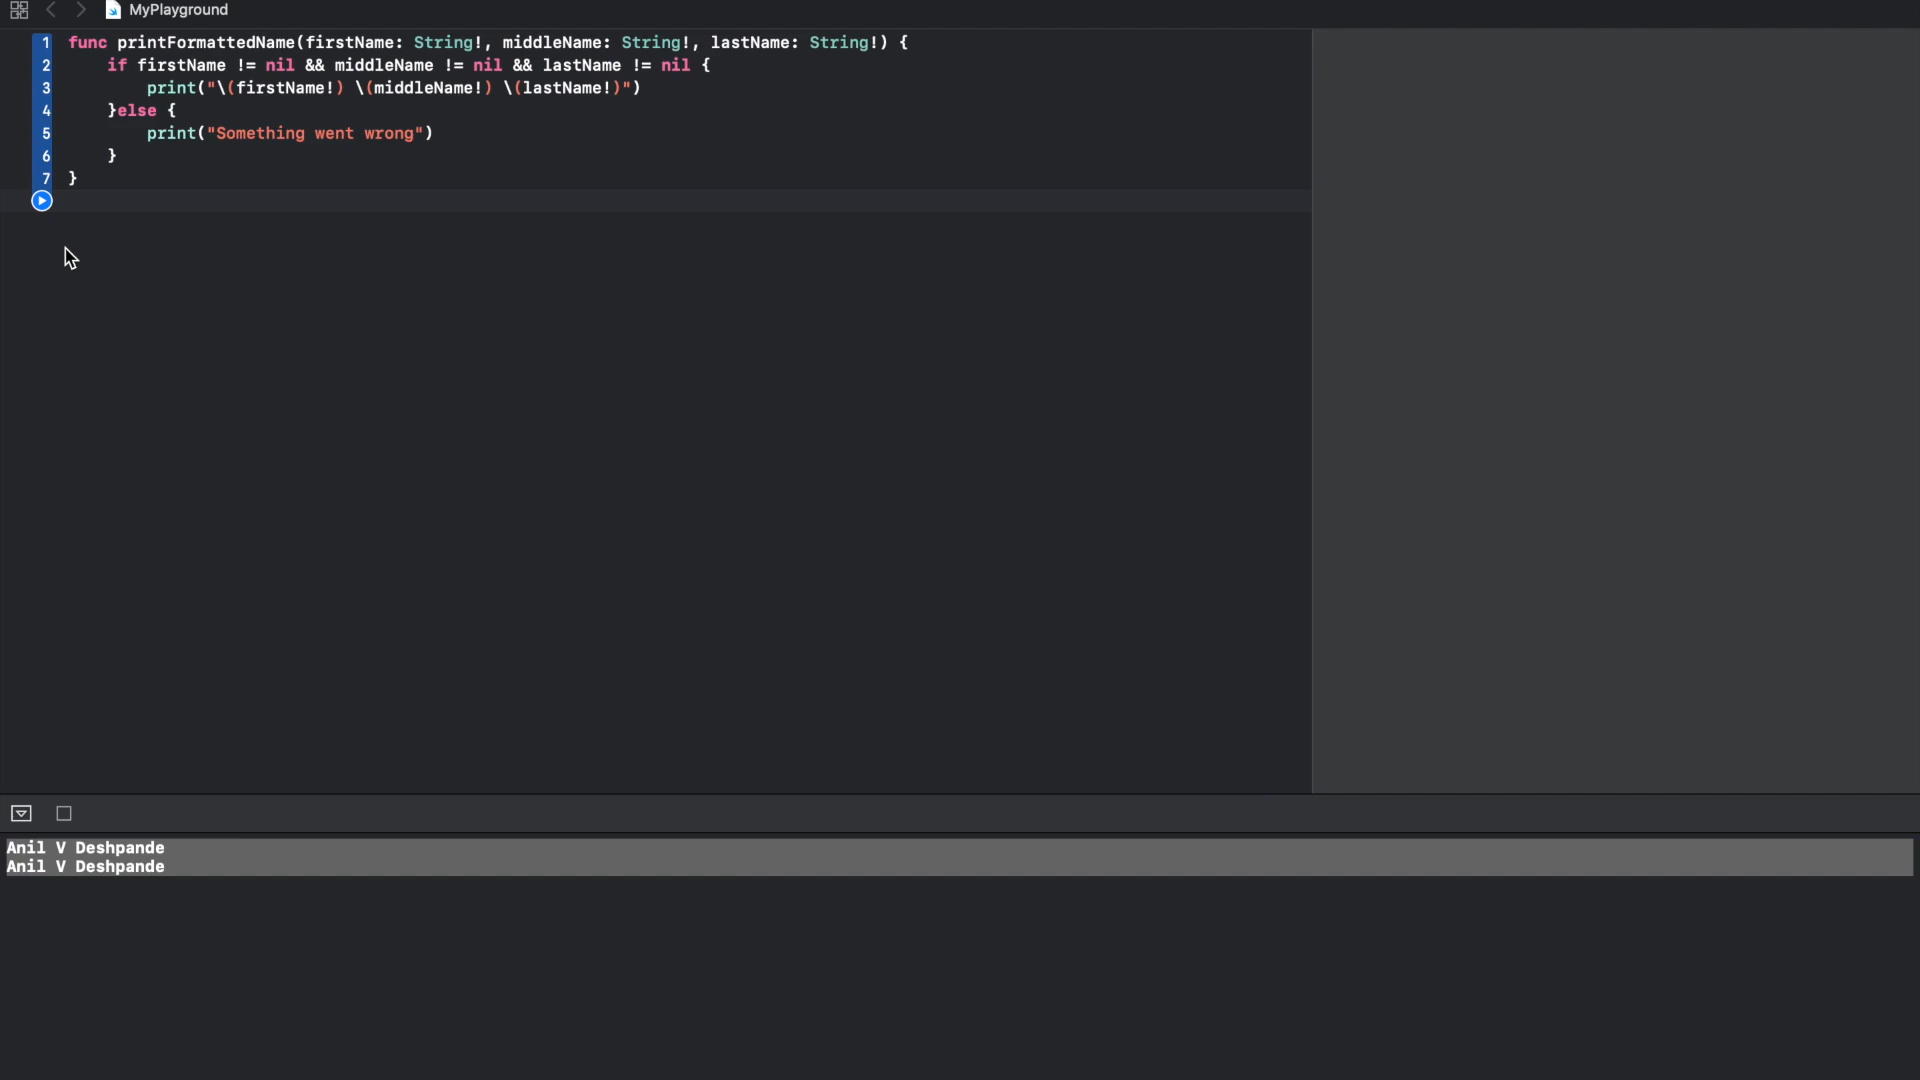 MyPlayground
1 func printFormattedName(firstName: String!, middleName: String!, lastName: String!) {
2 if firstName != nil && middleName != nil && lastName != nil {
3 print("\(firstName!) \(middleName!) \(lastName!)")
4 }else {
5 print("Something went wrong")
6 }
7 }
Anil V Deshpande
Anil V Deshpande